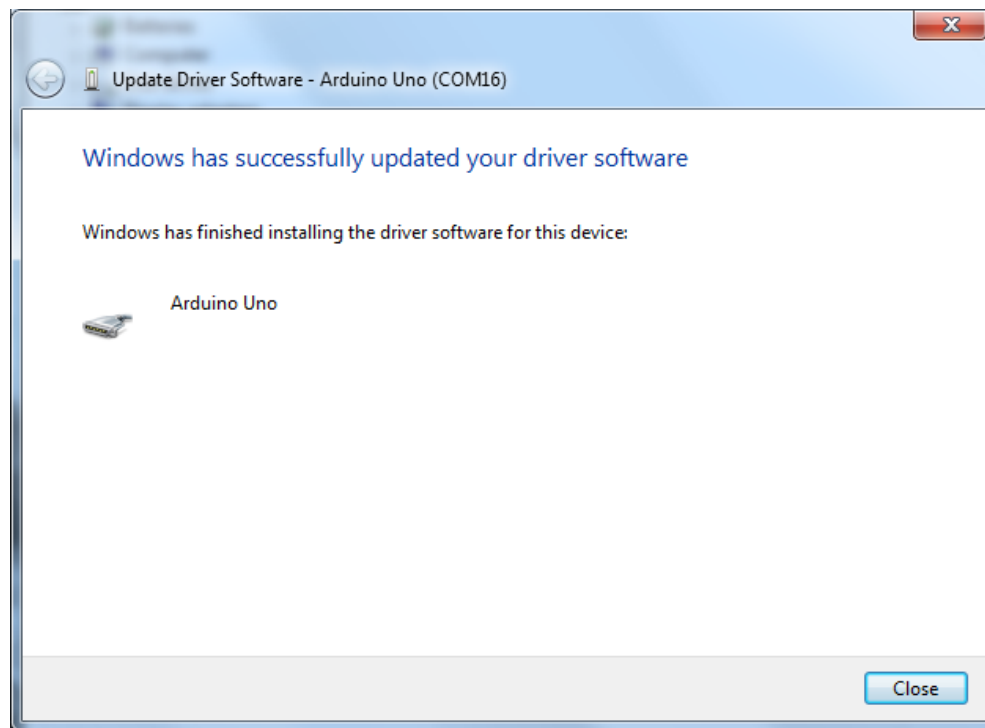 Update Driver Software - Arduino Uno (COM16)
Windows has successfully updated your driver software
Windows has finished installing the driver software for this device:
Arduino Uno
Close